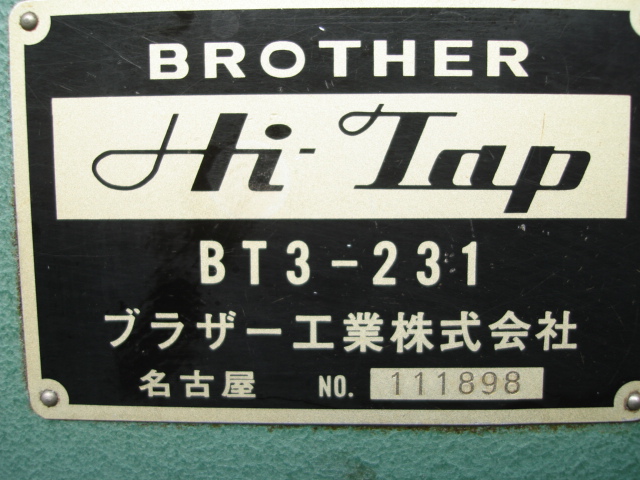 BROTHER
Hi-Tap
BT3-231
ブラザー工業株式会社
名古屋 NO. 111898